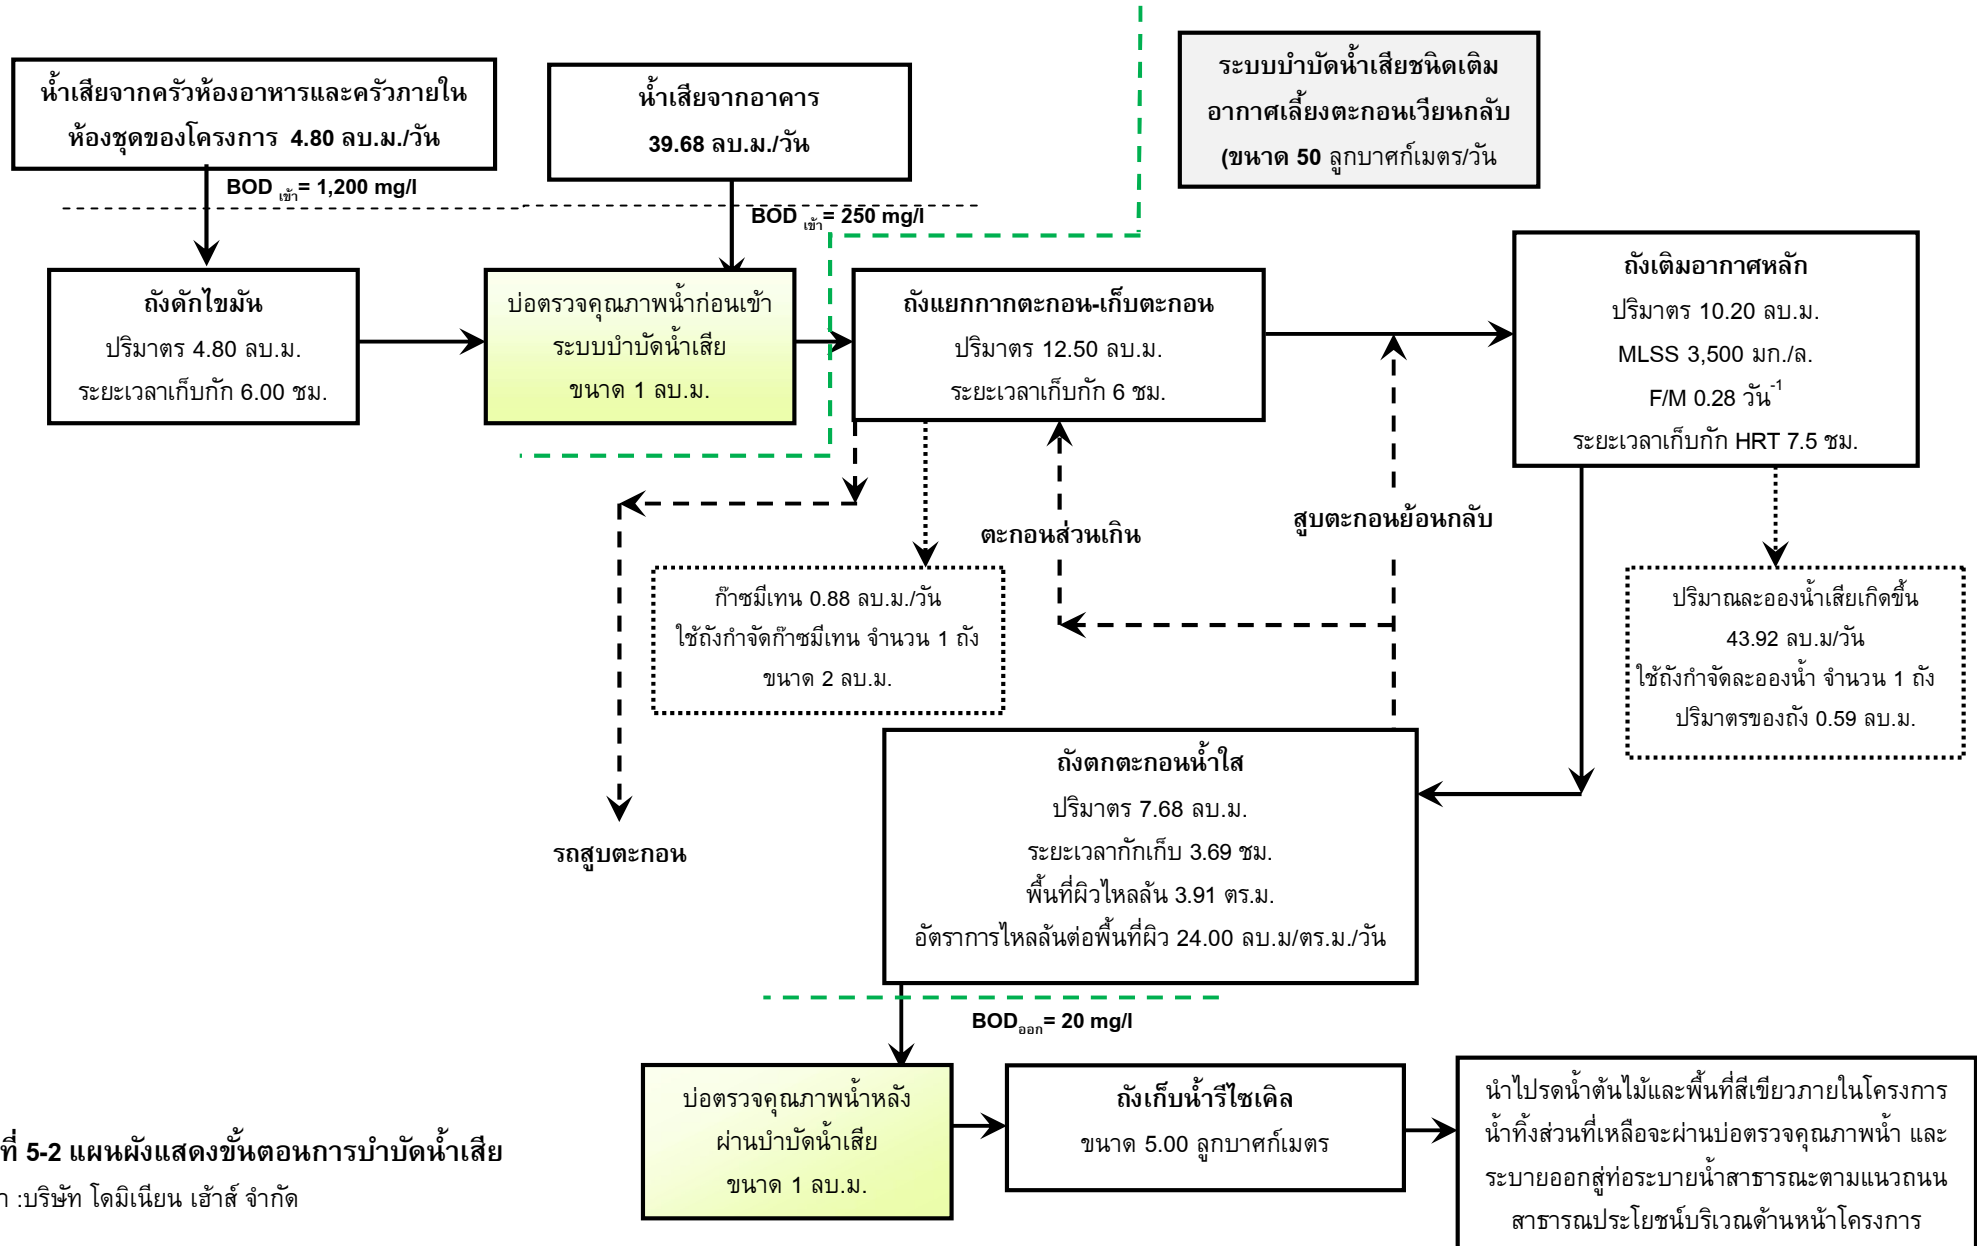 น้ำเสียจากครัวห้องอาหารและครัวภายใน
ห้องชุดของโครงการ 4.80 ลบ.ม./วัน
น้ำเสียจากอาคาร
39.68 ลบ.ม./วัน
ระบบบำบัดน้ำเสียชนิดเติม
อากาศเลี้ยงตะกอนเวียนกลับ
(ขนาด 50 ลูกบาศก์เมตร/วัน
BOD เข้า= 1,200 mg/l
BOD เข้า= 250 mg/l
ถังดักไขมัน
ปริมาตร 4.80 ลบ.ม.
ระยะเวลาเก็บกัก 6.00 ชม.
บ่อตรวจคุณภาพน้ำก่อนเข้า
ระบบบำบัดน้ำเสีย
ขนาด 1 ลบ.ม.
ถังแยกกากตะกอน-เก็บตะกอน
ปริมาตร 12.50 ลบ.ม.
ระยะเวลาเก็บกัก 6 ชม.
ถังเติมอากาศหลัก
ปริมาตร 10.20 ลบ.ม.
MLSS 3,500 มก./ล.
F/M 0.28 วัน-1
ระยะเวลาเก็บกัก HRT 7.5 ชม.
ตะกอนส่วนเกิน
สูบตะกอนย้อนกลับ
ก๊าซมีเทน 0.88 ลบ.ม./วัน
ใช้ถังกำจัดก๊าซมีเทน จำนวน 1 ถัง
ขนาด 2 ลบ.ม.
ปริมาณละอองน้ำเสียเกิดขึ้น
43.92 ลบ.ม/วัน
ใช้ถังกำจัดละอองน้ำ จำนวน 1 ถัง
ปริมาตรของถัง 0.59 ลบ.ม.
รถสูบตะกอน
ถังตกตะกอนน้ำใส
ปริมาตร 7.68 ลบ.ม.
ระยะเวลากักเก็บ 3.69 ชม.
พื้นที่ผิวไหลล้น 3.91 ตร.ม.
อัตราการไหลล้นต่อพื้นที่ผิว 24.00 ลบ.ม/ตร.ม./วัน
BODออก= 20 mg/l
บ่อตรวจคุณภาพน้ำหลัง
ผ่านบำบัดน้ำเสีย
ขนาด 1 ลบ.ม.
ถังเก็บน้ำรีไซเคิล
ขนาด 5.00 ลูกบาศก์เมตร
นำไปรดน้ำต้นไม้และพื้นที่สีเขียวภายในโครงการ
น้ำทิ้งส่วนที่เหลือจะผ่านบ่อตรวจคุณภาพน้ำ และ
ระบายออกสู่ท่อระบายน้ำสาธารณะตามแนวถนน
สาธารณประโยชน์บริเวณด้านหน้าโครงการ
ที่ 5-2 แผนผังแสดงขั้นตอนการบำบัดน้ำเสีย
า :บริษัท โดมิเนียน เฮ้าส์ จำกัด